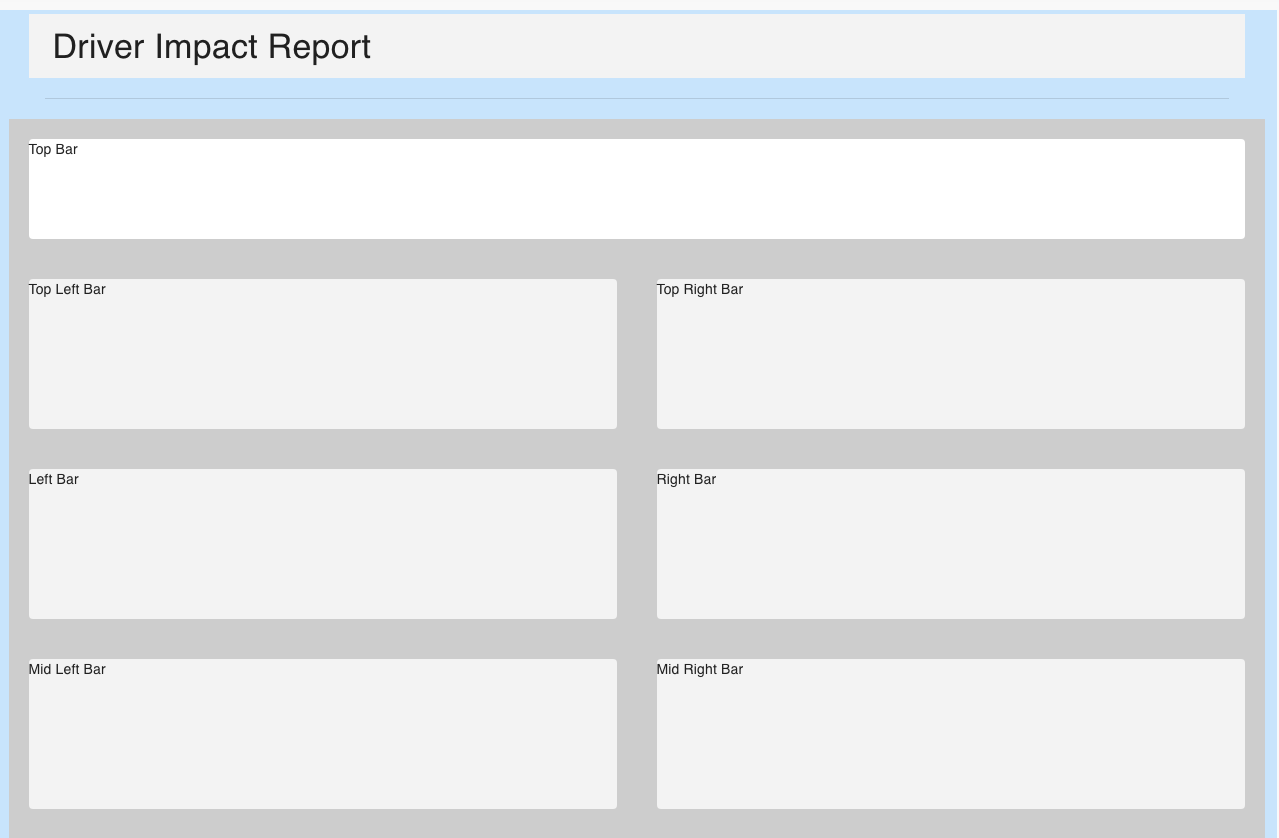 Driver Impact Report
Top Bar
Top Left Bar
Top Right Bar
Left Bar
Right Bar
Mid Left Bar
Mid Right Bar